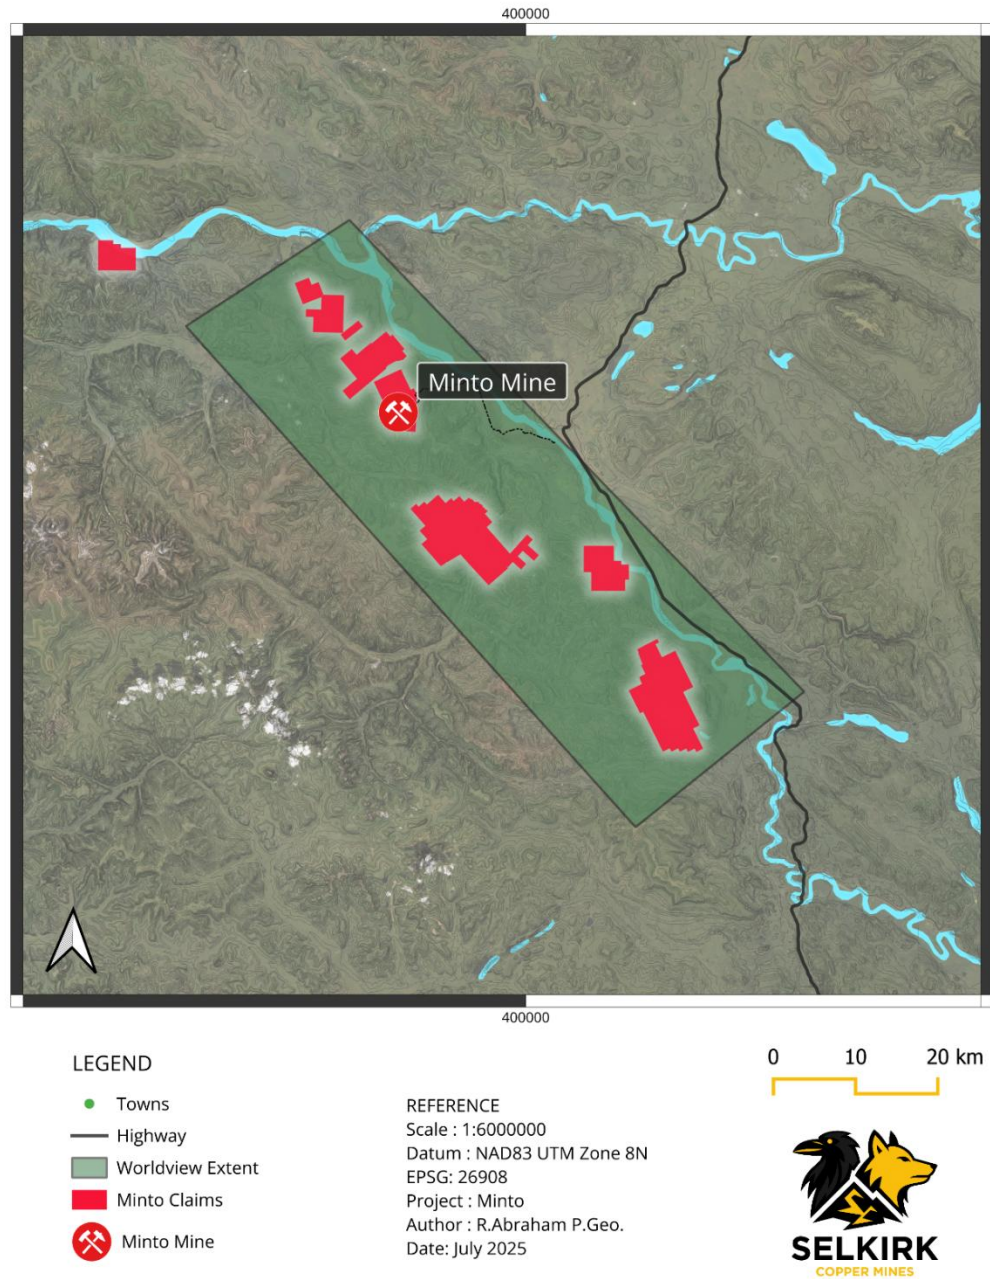 400000
Minto Mine
400000
LEGEND
Towns
Highway
Worldview Extent
Minto Claims
Minto Mine
REFERENCE
Scale : 1:6000000
Datum : NAD83 UTM Zone 8N
EPSG: 26908
Project : Minto
Author : R.Abraham P.Geo.
Date: July 2025
0 10 20 km
SELKIRK
COPPER MINES